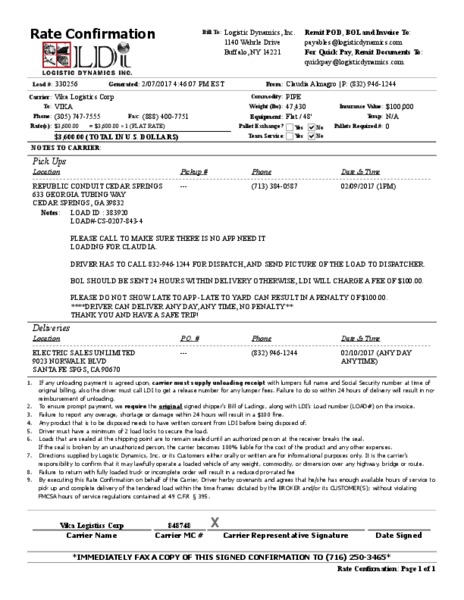 Rate Confirmation
LDi
LOGISTIC DYNAMICS INC.
Bill To: Logistic Dynamics, Inc.
1140 Wehrle Drive
Buffalo, NY 14221
Remit POD, BOL and Invoice To:
payables@logisticdynamics.com
For Quick Pay, Remit Documents To:
quickpay@logisticdynamics.com
Load #: 330256 Generated: 2/07/2017 4:46:07 PM EST From: Claudia Almagro | P: (832) 946-1244
Carrier: Vika Logistics Corp Commodity: PIPE
To: VIKA Weight (lbs): 47,430 Insurance Value: $100,000
Phone: (305) 747-7555 Fax: (888) 400-7751 Equipment: Flat / 48' Temp: N/A
Rate(s): $3,600.00 = $3,600.00 × 1 (FLAT RATE) Pallet Exchange? Yes No Pallets Required #: 0
$3,600.00 (TOTAL IN U.S. DOLLARS) Team Service: Yes No
NOTES TO CARRIER:
Pick Ups
Location Pickup # Phone Date & Time
REPUBLIC CONDUIT CEDAR SPRINGS --- (713) 384-0587 02/09/2017 (1PM)
633 GEORGIA TUBING WAY
CEDAR SPRINGS, GA 39832
Notes: LOAD ID : 383920
LOAD#-CS-0207-843-4
PLEASE CALL TO MAKE SURE THERE IS NO APP NEED IT
LOADING FOR CLAUDIA.
DRIVER HAS TO CALL 832-946-1244 FOR DISPATCH, AND SEND PICTURE OF THE LOAD TO DISPATCHER.
BOL SHOULD BE SENT 24 HOURS WITHIN DELIVERY OTHERWISE, LDI WILL CHARGE A FEE OF $100.00.
PLEASE DO NOT SHOW LATE TO APP- LATE TO YARD CAN RESULT IN A PENALTY OF $100.00.
****DRIVER CAN DELIVER ANY DAY, ANY TIME, NO PENALTY**
THANK YOU AND HAVE A SAFE TRIP!
Deliveries
Location P.O. # Phone Date & Time
ELECTRIC SALES UNLIMITED --- (832) 946-1244 02/10/2017 (ANY DAY
9023 NORWALK BLVD ANYTIME)
SANTA FE SPGS, CA 90670
1. If any unloading payment is agreed upon, carrier must supply unloading receipt with lumpers full name and Social Security number at time of
original billing; also the driver must call LDI to get a release number for any lumper fees. Failure to do so within 24 hours of delivery will result in no-
reimbursement of unloading.
2. To ensure prompt payment, we require the original signed shipper's Bill of Ladings, along with LDI's Load number (LOAD#) on the invoice.
3. Failure to report any overage, shortage or damage within 24 hours will result in a $100 fine.
4. Any product that is to be disposed needs to have written consent from LDI before being disposed of.
5. Driver must have a minimum of 2 load locks to secure the load.
6. Loads that are sealed at the shipping point are to remain sealed until an authorized person at the receiver breaks the seal.
If the seal is broken by an unauthorized person, the carrier becomes 100% liable for the cost of the product and any other expenses.
7. Directions supplied by Logistic Dynamics, Inc. or its Customers either orally or written are for informational purposes only. It is the carrier's
responsibility to confirm that it may lawfully operate a loaded vehicle of any weight, commodity, or dimension over any highway, bridge or route.
8. Failure to return with fully loaded truck or incomplete order will result in a reduced prorated fee
9. By executing this Rate Confirmation on behalf of the Carrier, Driver hereby covenants and agrees that he/she has enough available hours of service to
pick up and complete delivery of the tendered load within the time frames dictated by the BROKER and/or its CUSTOMER(S); without violating
FMCSA hours of service regulations contained at 49 C.F.R. § 395.
Vika Logistics Corp 848748 X
Carrier Name Carrier MC # Carrier Representative Signature Date Signed
*IMMEDIATELY FAX A COPY OF THIS SIGNED CONFIRMATION TO (716) 250-3465*
Rate Confirmation: Page 1 of 1